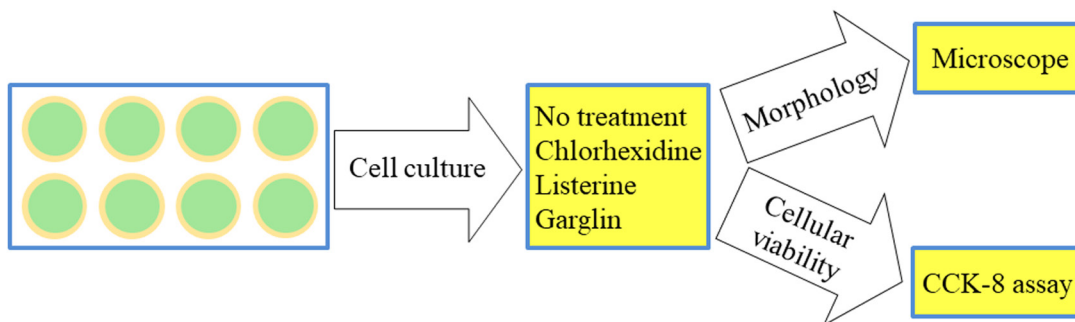 Cell culture
No treatment
Chlorhexidine
Listerine
Garglin
Morphology
Microscope
Cellular
viability
CCK-8 assay